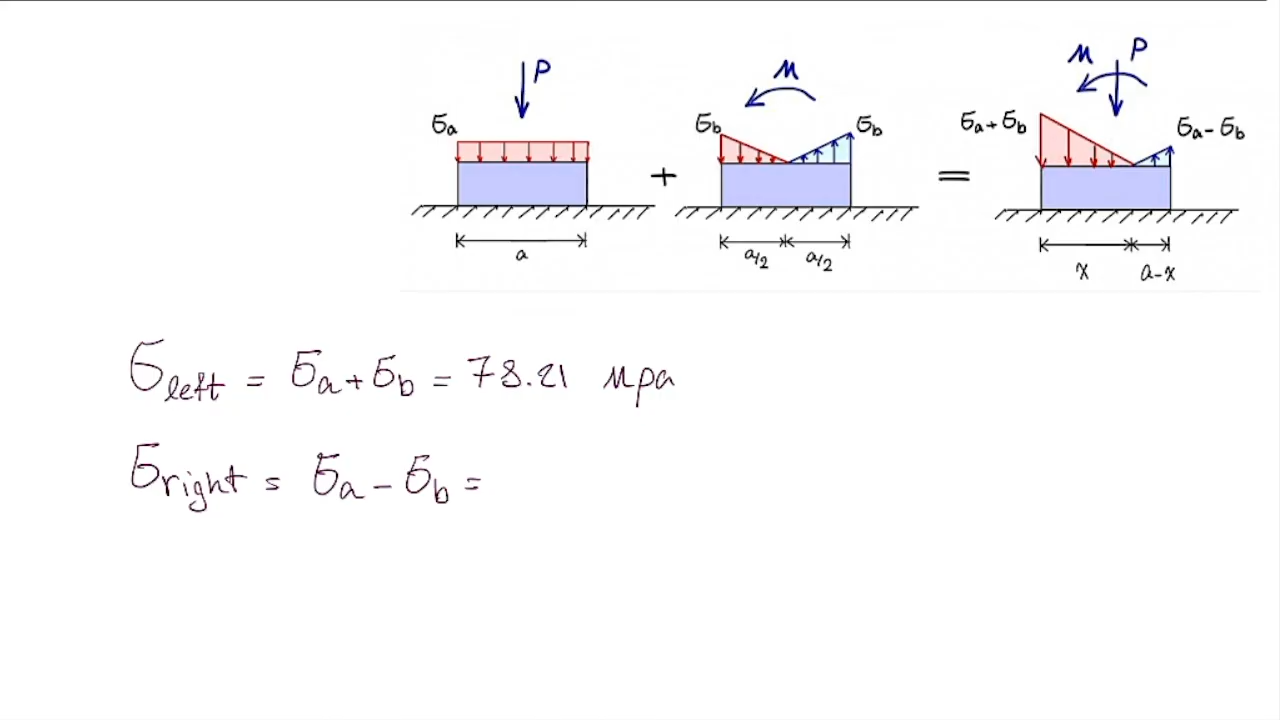 P
M
M P
σa
σb
σb
σa + σb
σa - σb
+
=
a
a/2
a/2
x
a-x
σleft = σa + σb = 78.21 MPa
σright = σa - σb =